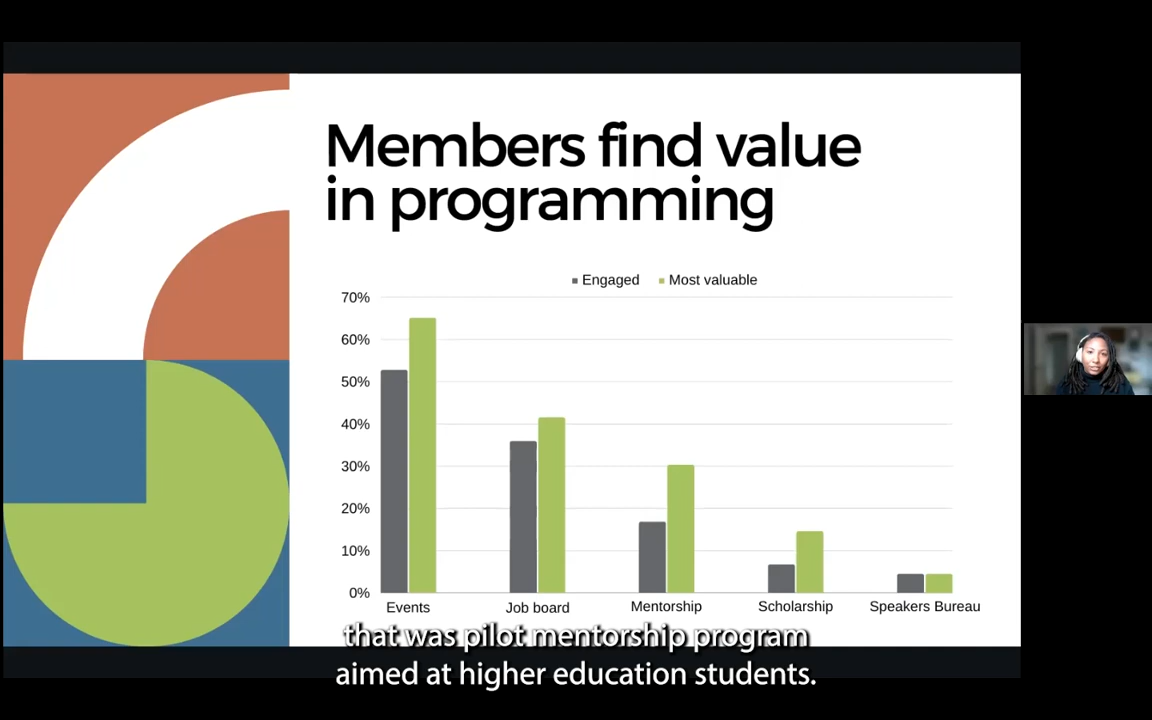 Members find value
in programming
Engaged Most valuable
70%
60%
50%
40%
30%
20%
10%
0%
Events Job board Mentorship Scholarship Speakers Bureau
that was pilot mentorship program
aimed at higher education students.